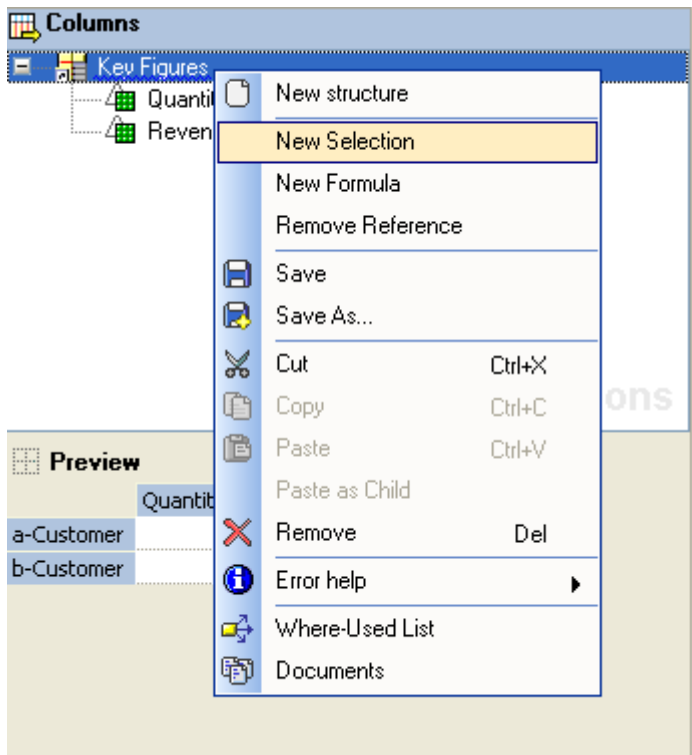 Columns
Key Figures
Quantit
Reven
New structure
New Selection
New Formula
Remove Reference
Save
Save As...
Cut Ctrl+X
Copy Ctrl+C
Paste Ctrl+V
Paste as Child
Remove Del
Error help
Where-Used List
Documents
ons
Preview
Quantit
a-Customer
b-Customer